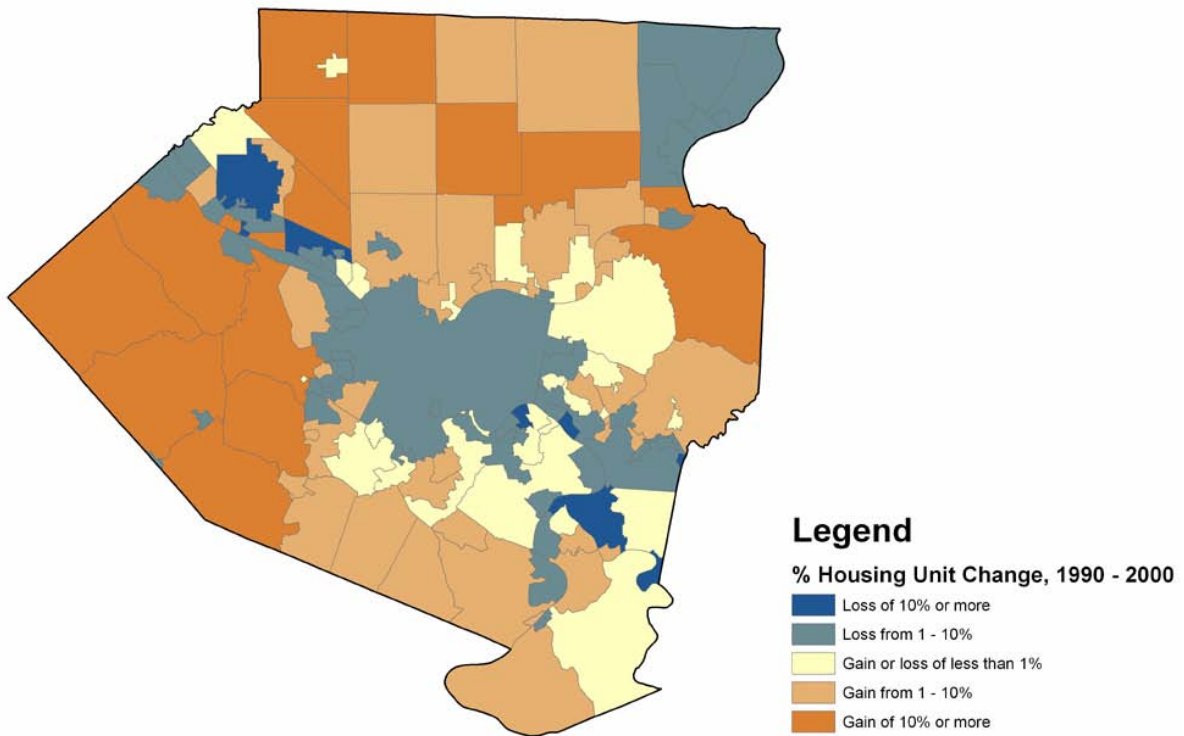 Legend
% Housing Unit Change, 1990 - 2000
Loss of 10% or more
Loss from 1 - 10%
Gain or loss of less than 1%
Gain from 1 - 10%
Gain of 10% or more